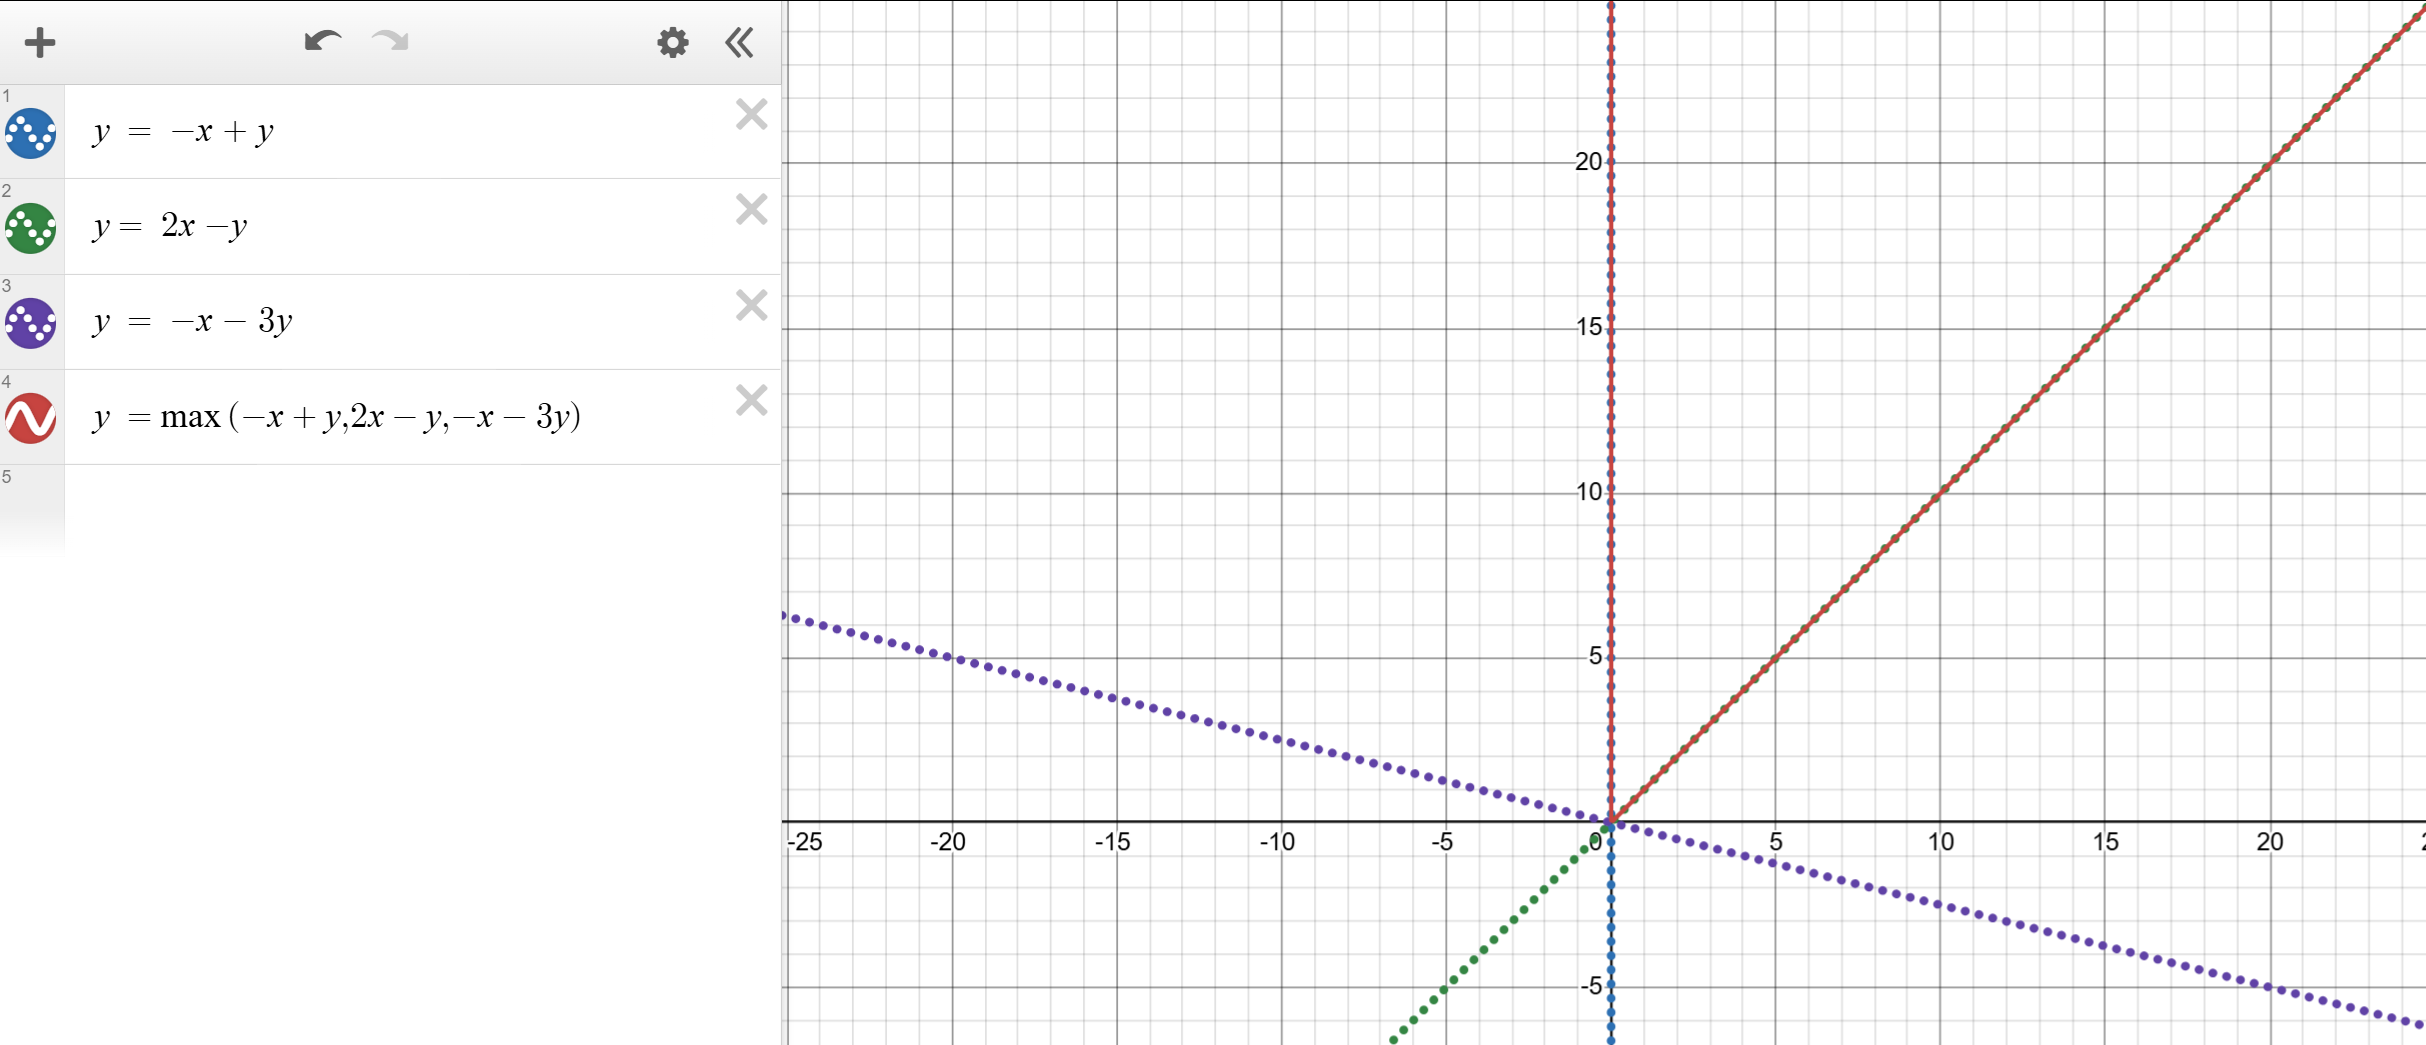 1
y = −x + y
2
y = 2x − y
3
y = −x − 3y
4
y = max (−x + y,2x − y,−x − 3y)
5
20
15
10
5
-25 -20 -15 -10 -5 0 5 10 15 20
-5